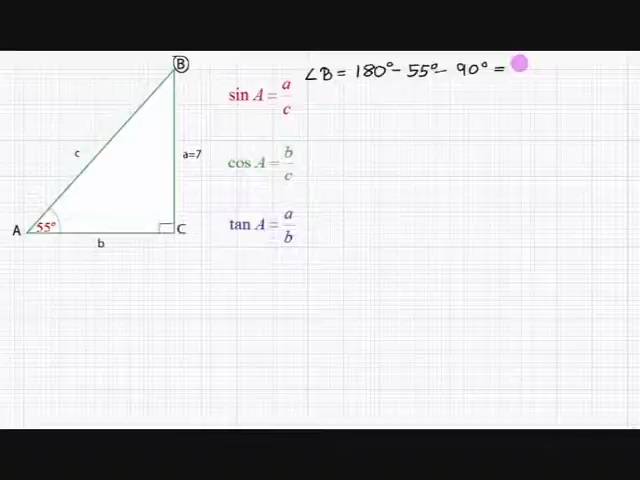 B
∠B = 180° - 55° - 90° =
sin A = a/c
c
a=7
cos A = b/c
tan A = a/b
A 55° C
b